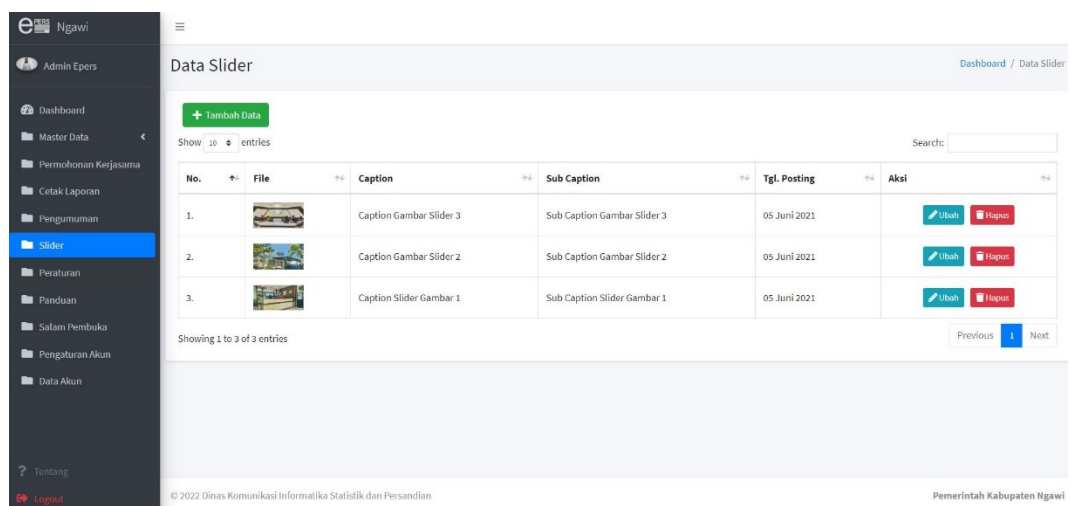 ePERS Ngawi
Admin Epers
Dashboard
Master Data
Permohonan Kerjasama
Cetak Laporan
Pengumuman
Slider
Peraturan
Panduan
Salam Pembuka
Pengaturan Akun
Data Akun
? Tentang
Logout
Data Slider
Dashboard / Data Slider
+ Tambah Data
Show 10 entries
Search:
No. File Caption Sub Caption Tgl. Posting Aksi
1. Caption Gambar Slider 3 Sub Caption Gambar Slider 3 05 Juni 2021 Ubah Hapus
2. Caption Gambar Slider 2 Sub Caption Gambar Slider 2 05 Juni 2021 Ubah Hapus
3. Caption Slider Gambar 1 Sub Caption Slider Gambar 1 05 Juni 2021 Ubah Hapus
Showing 1 to 3 of 3 entries
Previous 1 Next
© 2022 Dinas Komunikasi Informatika Statistik dan Persandian
Pemerintah Kabupaten Ngawi